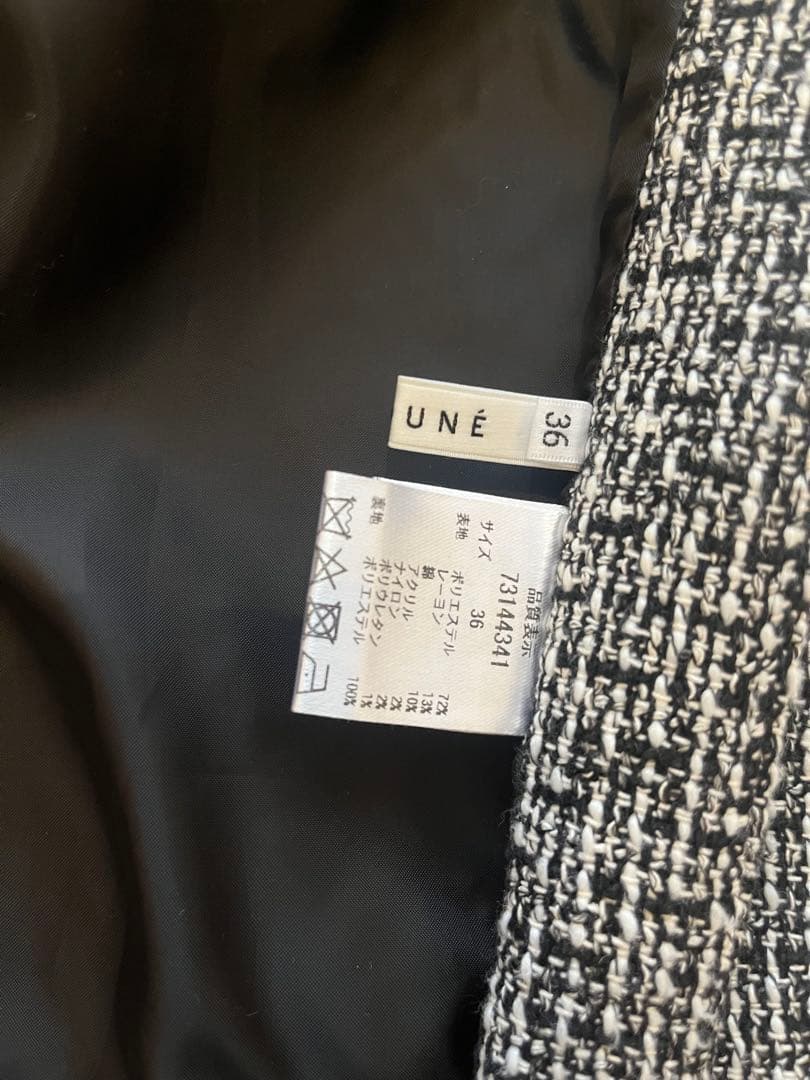 UNÉ
36
品質表示
73144341
サイズ 36
表地 ポリエステル 72%
レーヨン 13%
綿 10%
アクリル 2%
ナイロン 2%
ポリウレタン 1%
裏地 ポリエステル 100%